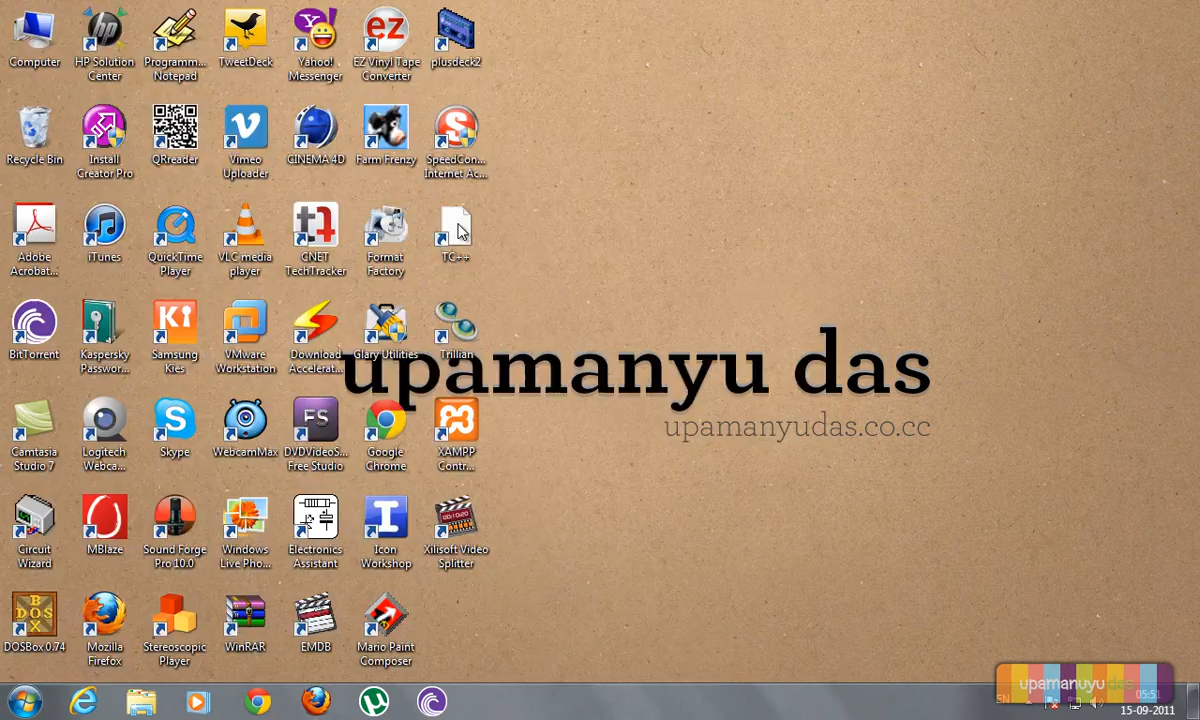 Computer
HP Solution
Center
Programm...
Notepad
TweetDeck
Yahoo!
Messenger
EZ Vinyl Tape
Converter
plusdeck2
Recycle Bin
Install
Creator Pro
QRreader
Vimeo
Uploader
CINEMA 4D
Farm Frenzy
SpeedCon...
Internet Ac...
Adobe
Acrobat...
iTunes
QuickTime
Player
VLC media
player
CNET
TechTracker
Format
Factory
TC++
BitTorrent
Kaspersky
Passwor...
Samsung
Kies
VMware
Workstation
Download
Accelerat...
Glary Utilities
Trillian
upamanyu das
upamanyudas.co.cc
Camtasia
Studio 7
Logitech
Webca...
Skype
WebcamMax
DVDVideoS...
Free Studio
Google
Chrome
XAMPP
Contr...
Circuit
Wizard
MBlaze
Sound Forge
Pro 10.0
Windows
Live Pho...
Electronics
Assistant
Icon
Workshop
Xilisoft Video
Splitter
DOSBox 0.74
Mozilla
Firefox
Stereoscopic
Player
WinRAR
EMDB
Mario Paint
Composer
upamanuyu das
EN
05:51
15-09-2011